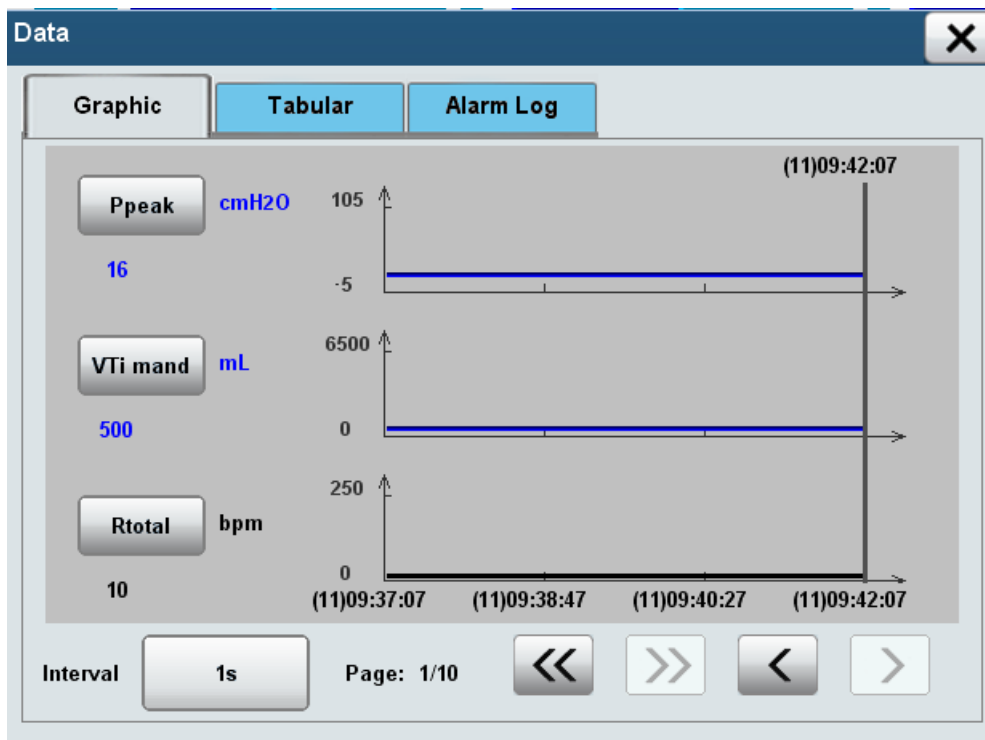 Data
Graphic Tabular Alarm Log
(11)09:42:07
Ppeak cmH2O 105
16
-5
VTi mand mL 6500
500
0
Rtotal bpm 250
10
0
(11)09:37:07 (11)09:38:47 (11)09:40:27 (11)09:42:07
Interval 1s Page: 1/10